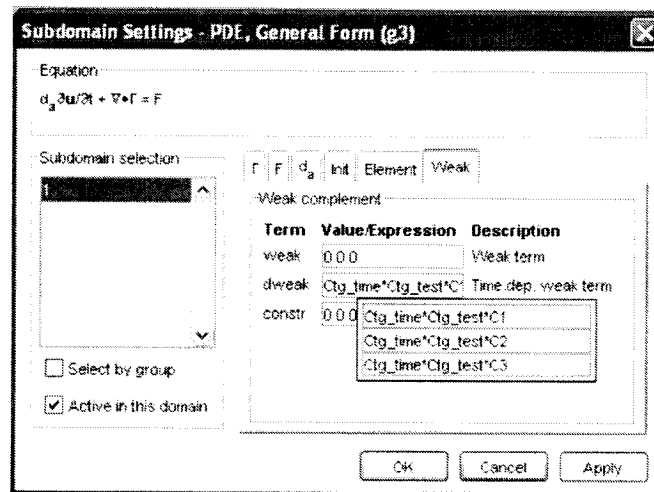 Subdomain Settings - PDE, General Form (g3)
Equation
dₐ∂u/∂t + ∇•Γ = F
Subdomain selection
1
Select by group
Active in this domain
Γ F dₐ Init Element Weak
Weak complement
Term Value/Expression Description
weak 0 0 0 Weak term
dweak Ctg_time*Ctg_test*C1 Time.dep. weak term
constr 0 0 0
Ctg_time*Ctg_test*C1
Ctg_time*Ctg_test*C2
Ctg_time*Ctg_test*C3
OK Cancel Apply